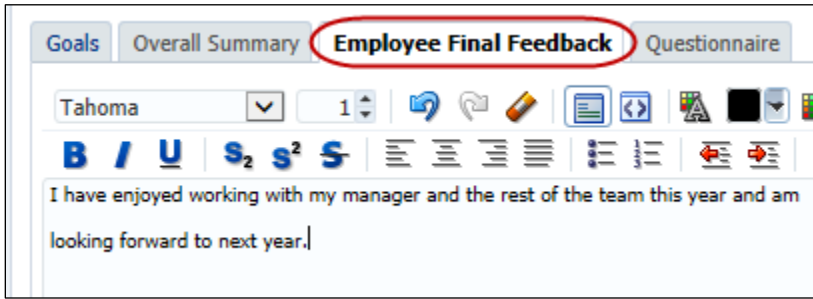 Goals Overall Summary Employee Final Feedback Questionnaire
Tahoma 1
B I U S₂ S² S
I have enjoyed working with my manager and the rest of the team this year and am
looking forward to next year.